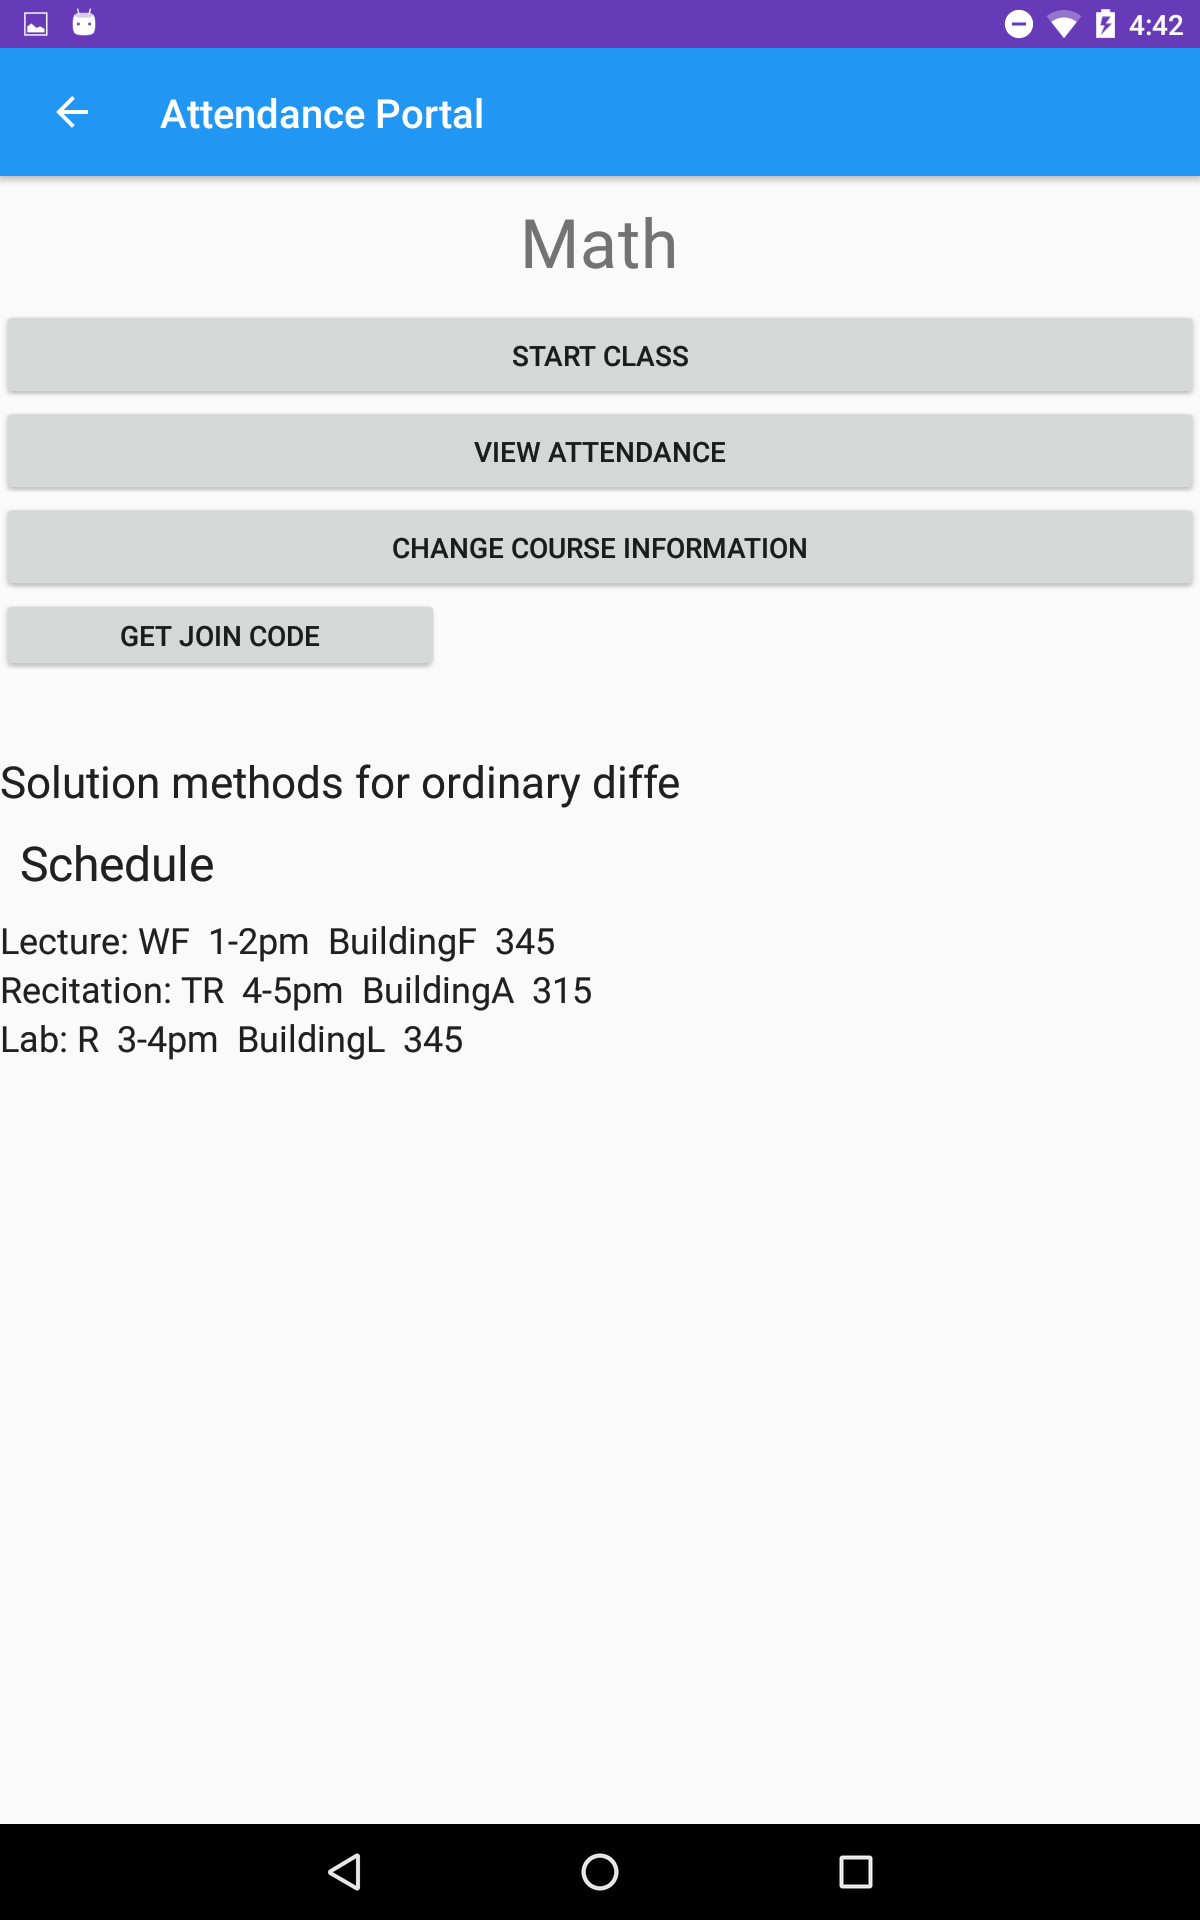 4:42
Attendance Portal
Math
START CLASS
VIEW ATTENDANCE
CHANGE COURSE INFORMATION
GET JOIN CODE
Solution methods for ordinary diffe
Schedule
Lecture: WF  1-2pm  BuildingF  345
Recitation: TR  4-5pm  BuildingA  315
Lab: R  3-4pm  BuildingL  345